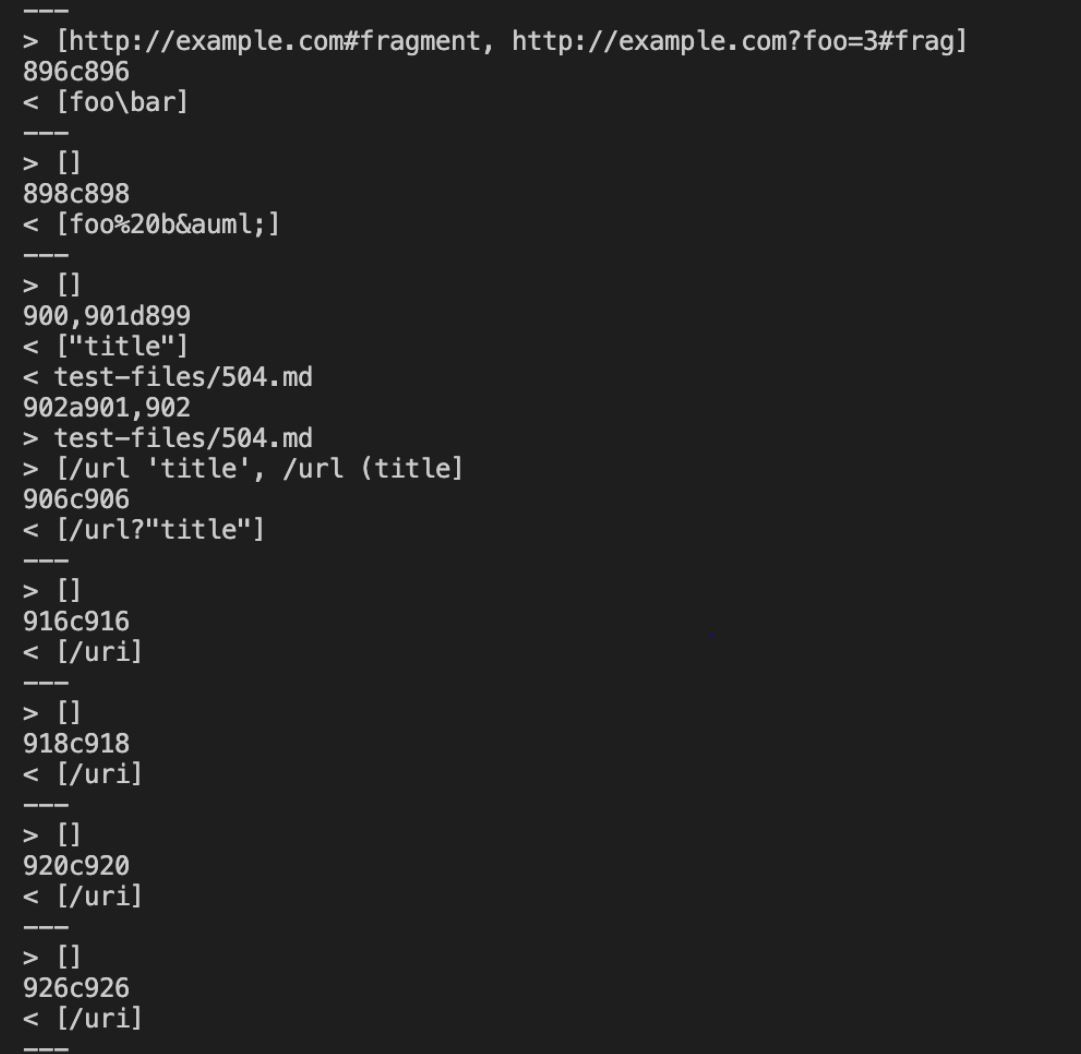 ---
> [http://example.com#fragment, http://example.com?foo=3#frag]
896c896
< [foo\bar]
---
> []
898c898
< [foo%20b&auml;]
---
> []
900,901d899
< ["title"]
< test-files/504.md
902a901,902
> test-files/504.md
> [/url 'title', /url (title]
906c906
< [/url?"title"]
---
> []
916c916
< [/uri]
---
> []
918c918
< [/uri]
---
> []
920c920
< [/uri]
---
> []
926c926
< [/uri]
---